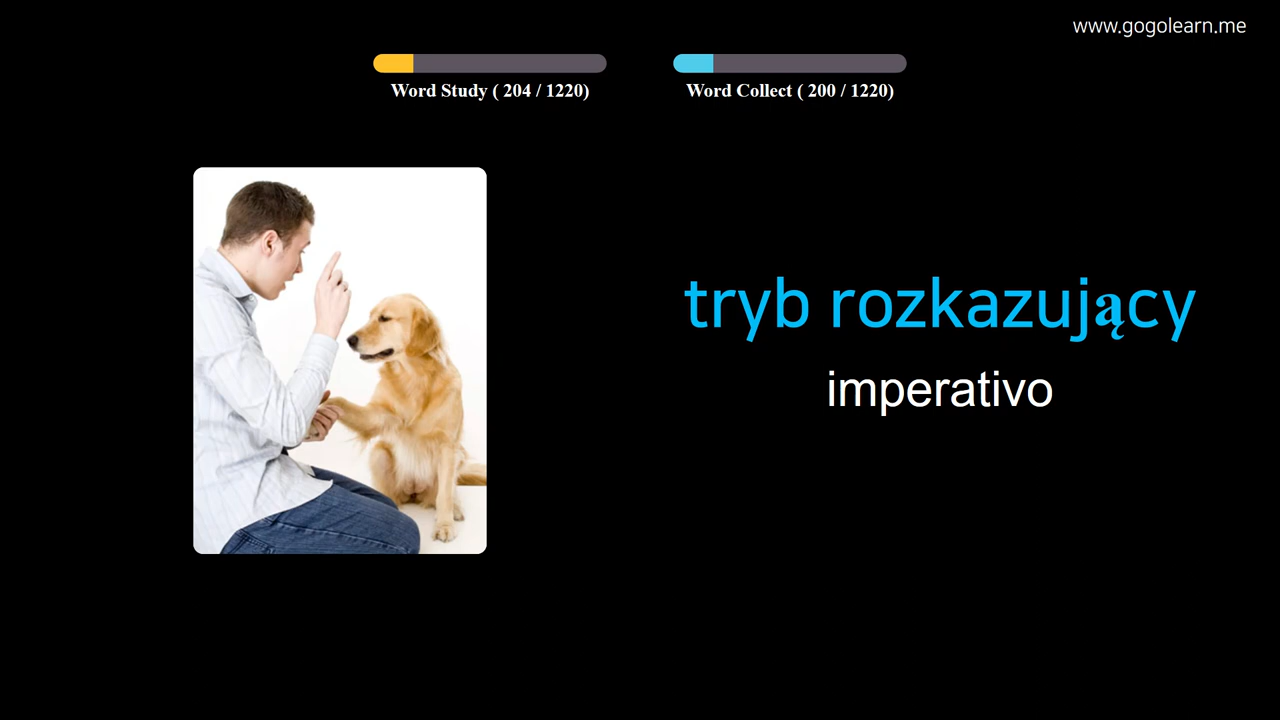 www.gogolearn.me
Word Study ( 204 / 1220)
Word Collect ( 200 / 1220)
tryb rozkazujący
imperativo